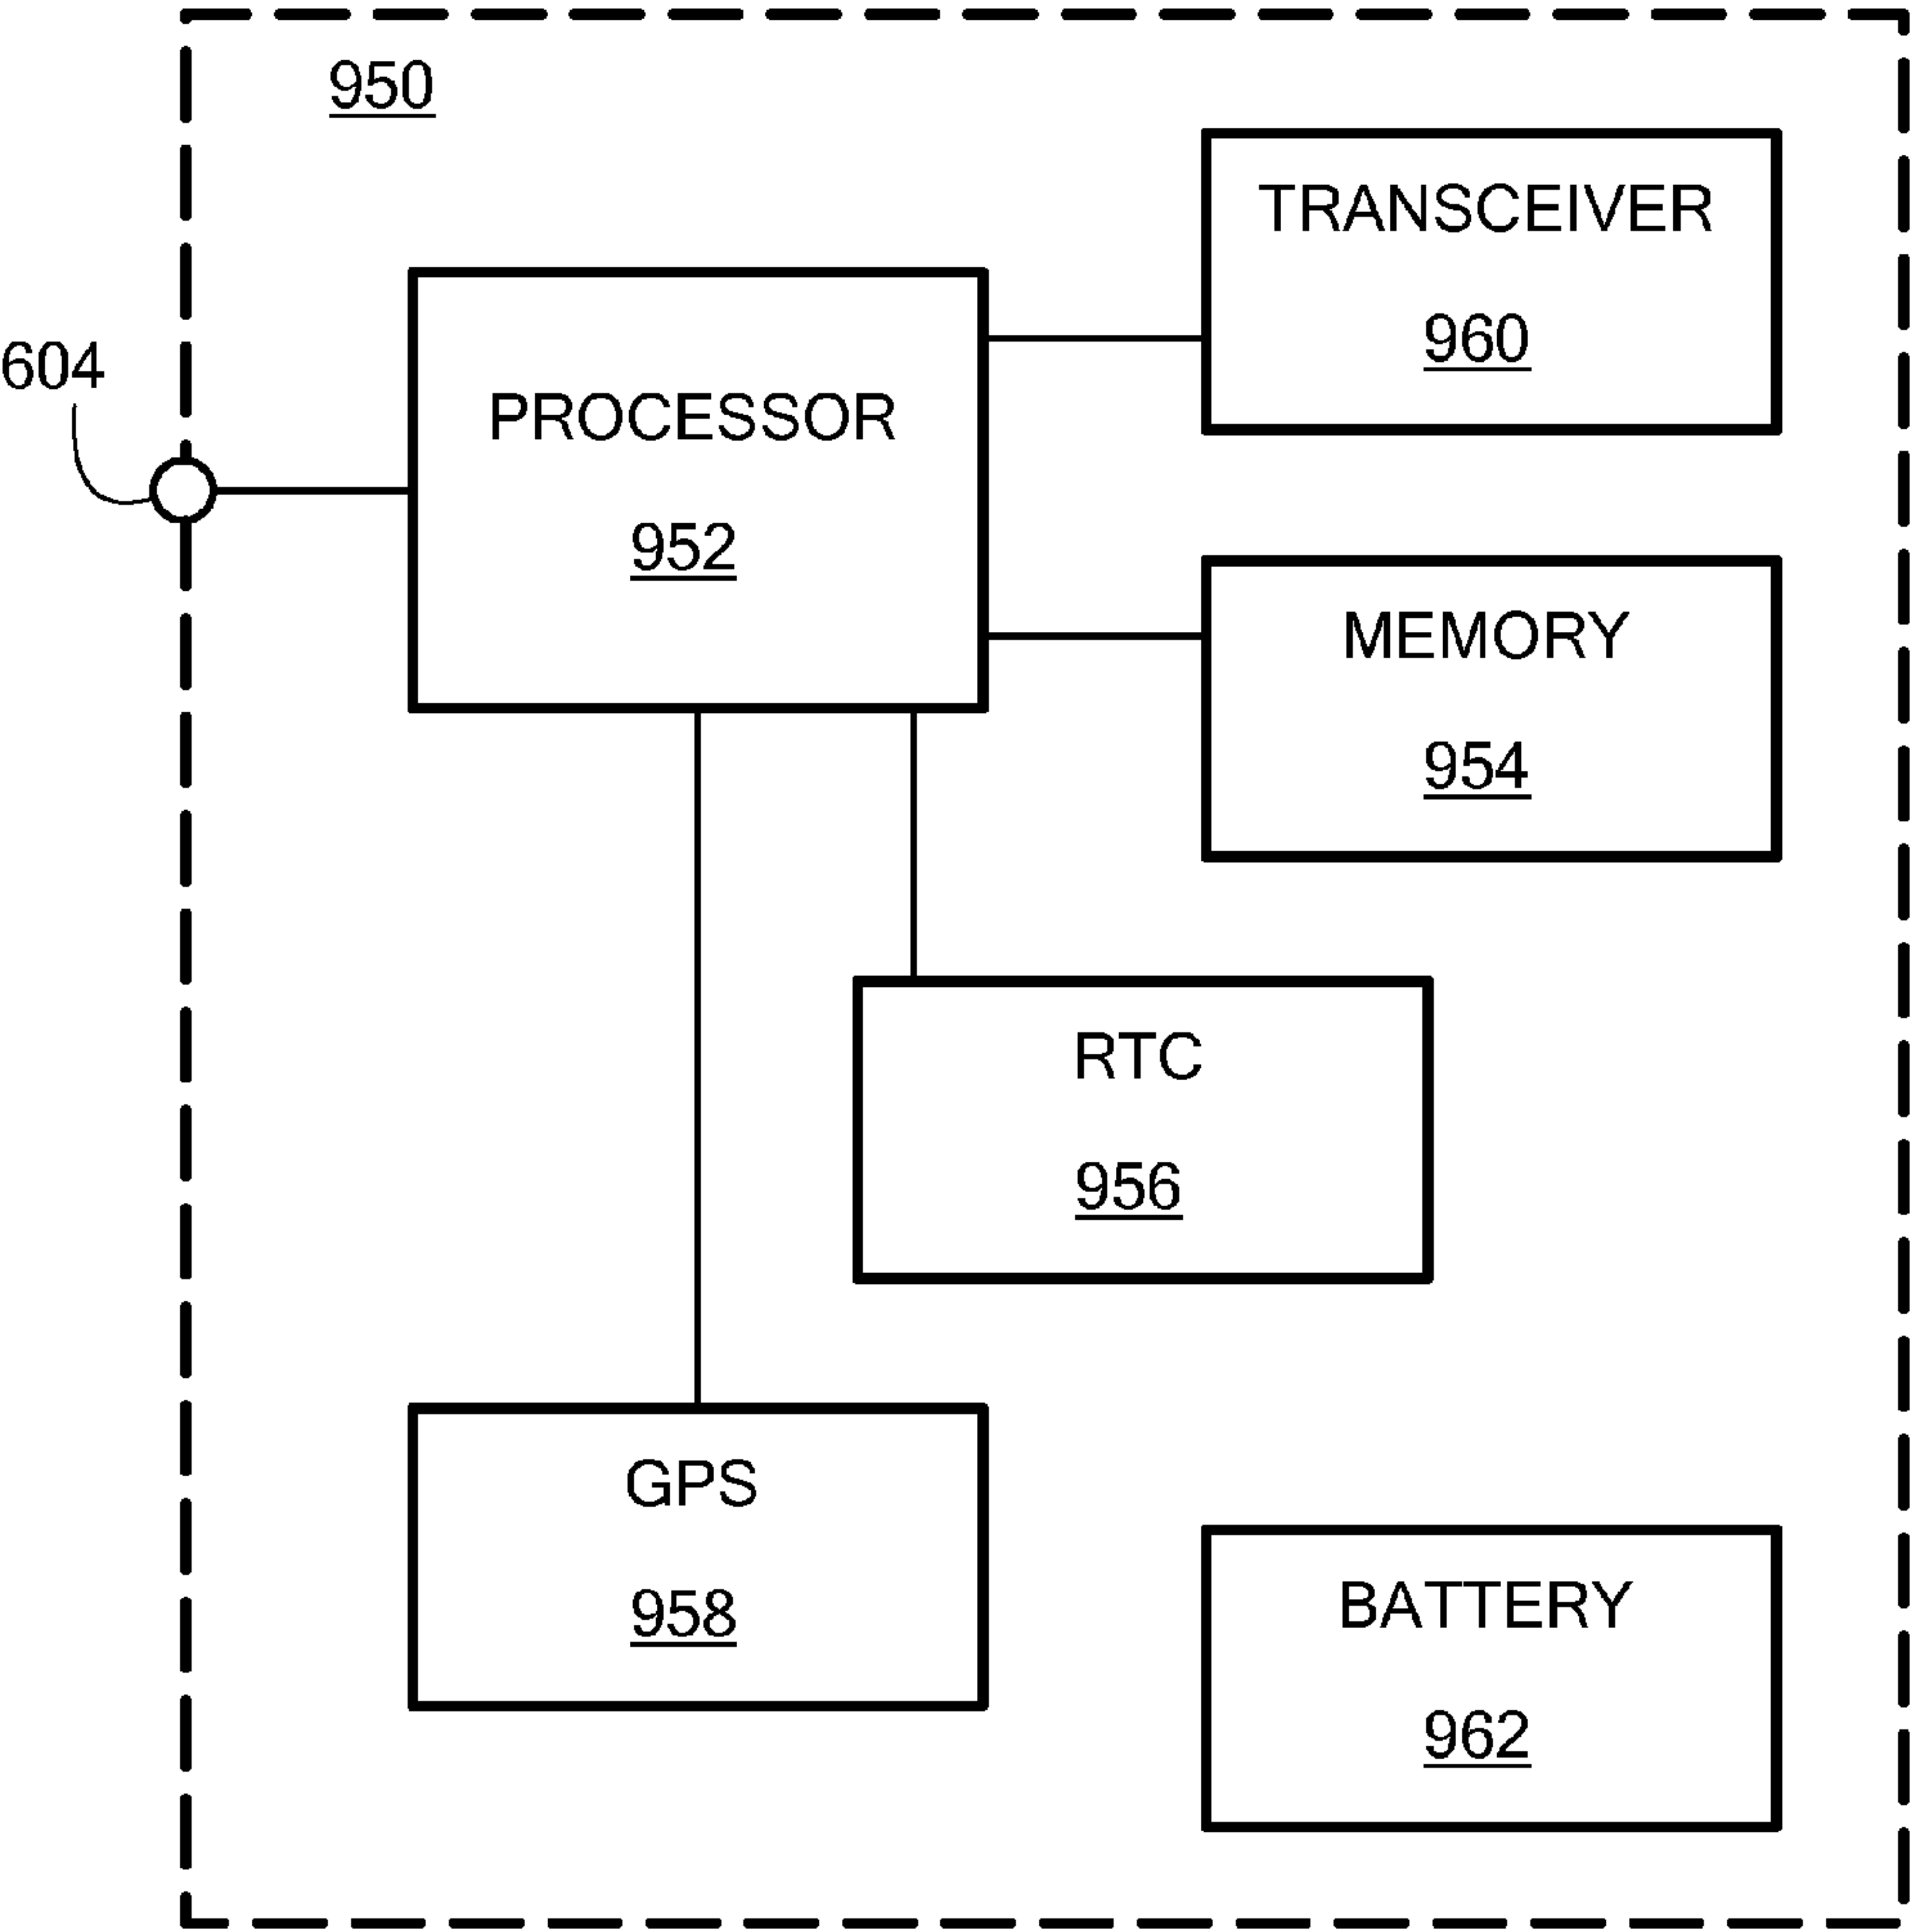 950
TRANSCEIVER
960
604
PROCESSOR
952
MEMORY
954
RTC
956
GPS
958
BATTERY
962